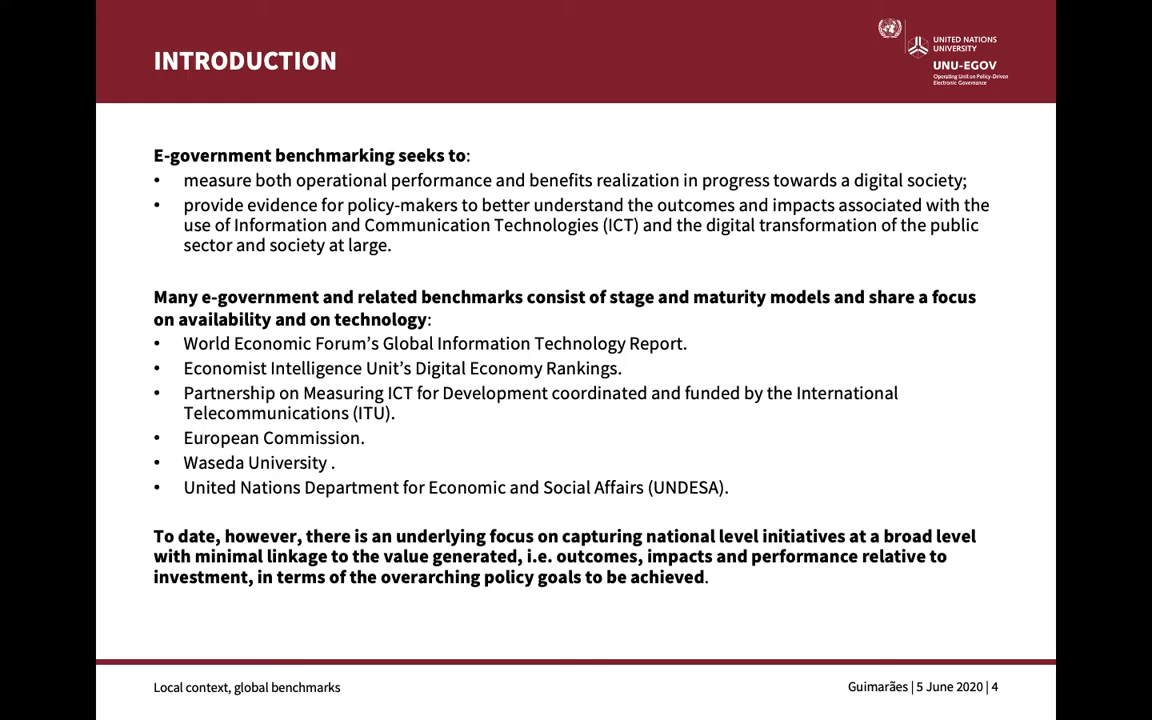 INTRODUCTION
UNITED NATIONS
UNIVERSITY
UNU-EGOV
Operating Unit on Policy-Driven
Electronic Governance
E-government benchmarking seeks to:
• measure both operational performance and benefits realization in progress towards a digital society;
• provide evidence for policy-makers to better understand the outcomes and impacts associated with the
use of Information and Communication Technologies (ICT) and the digital transformation of the public
sector and society at large.
Many e-government and related benchmarks consist of stage and maturity models and share a focus
on availability and on technology:
• World Economic Forum’s Global Information Technology Report.
• Economist Intelligence Unit’s Digital Economy Rankings.
• Partnership on Measuring ICT for Development coordinated and funded by the International
Telecommunications (ITU).
• European Commission.
• Waseda University .
• United Nations Department for Economic and Social Affairs (UNDESA).
To date, however, there is an underlying focus on capturing national level initiatives at a broad level
with minimal linkage to the value generated, i.e. outcomes, impacts and performance relative to
investment, in terms of the overarching policy goals to be achieved.
Local context, global benchmarks
Guimarães | 5 June 2020 | 4